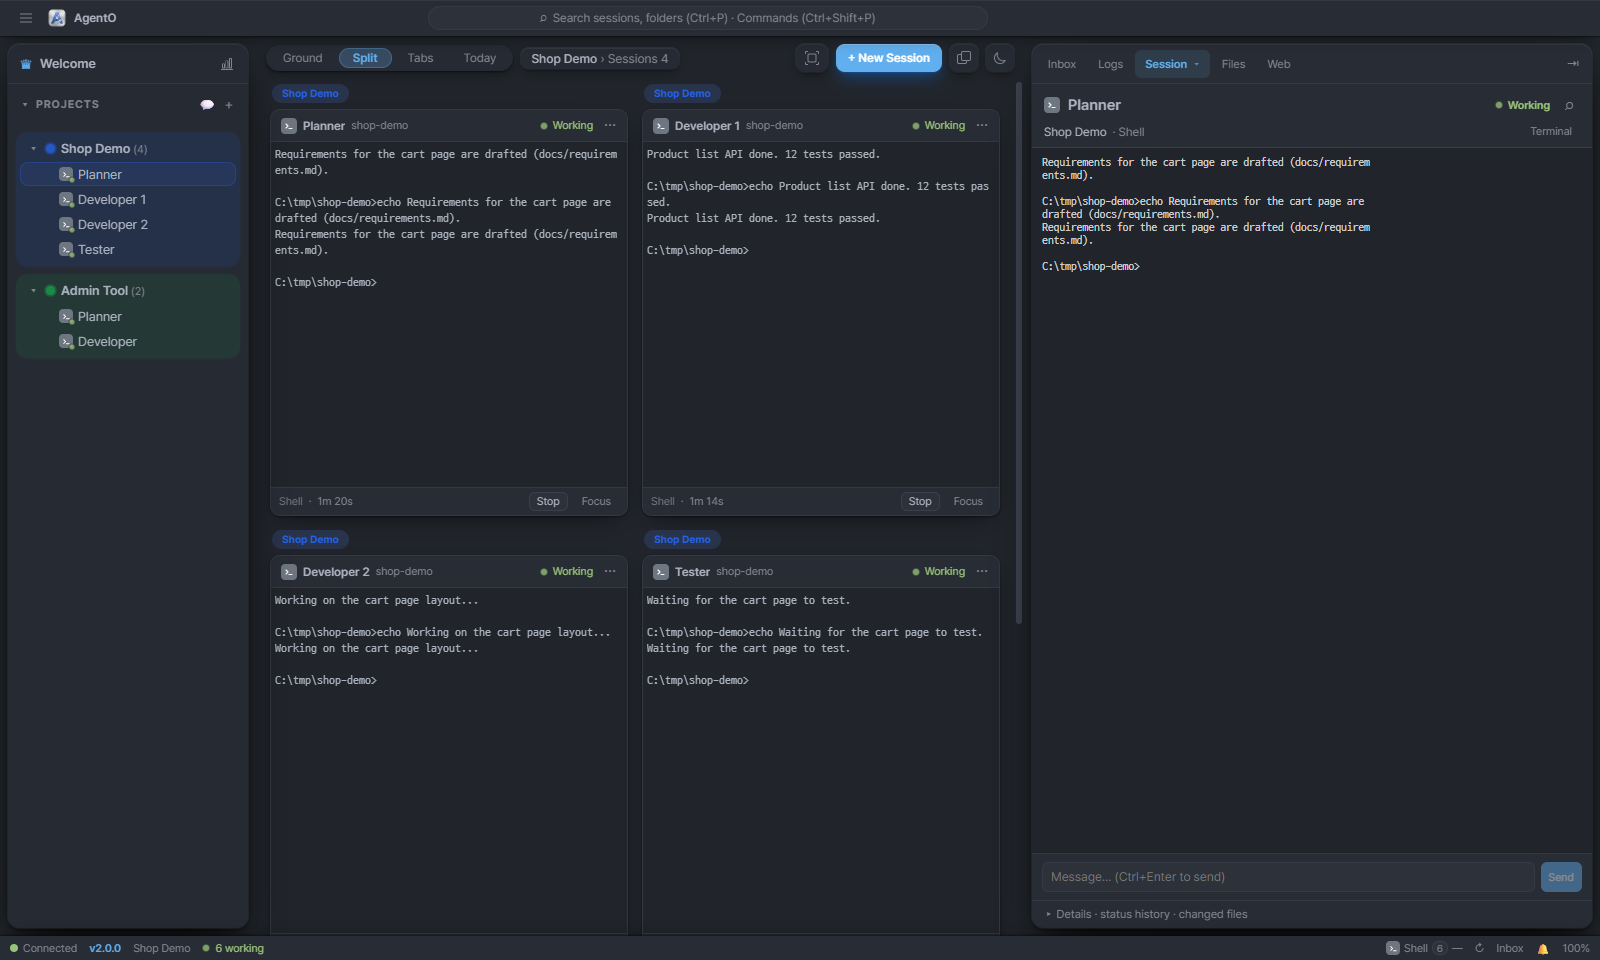 AgentO
Search sessions, folders (Ctrl+P) · Commands (Ctrl+Shift+P)
Welcome
PROJECTS
Shop Demo (4)
Planner
Developer 1
Developer 2
Tester
Admin Tool (2)
Planner
Developer
Ground
Split
Tabs
Today
Shop Demo › Sessions 4
+ New Session
Shop Demo
Planner shop-demo
Working
Requirements for the cart page are drafted (docs/requirem
ents.md).
C:\tmp\shop-demo>echo Requirements for the cart page are
drafted (docs/requirements.md).
Requirements for the cart page are drafted (docs/requirem
ents.md).
C:\tmp\shop-demo>
Shell · 1m 20s
Stop
Focus
Shop Demo
Developer 1 shop-demo
Working
Product list API done. 12 tests passed.
C:\tmp\shop-demo>echo Product list API done. 12 tests pas
sed.
Product list API done. 12 tests passed.
C:\tmp\shop-demo>
Shell · 1m 14s
Stop
Focus
Shop Demo
Developer 2 shop-demo
Working
Working on the cart page layout...
C:\tmp\shop-demo>echo Working on the cart page layout...
Working on the cart page layout...
C:\tmp\shop-demo>
Shop Demo
Tester shop-demo
Working
Waiting for the cart page to test.
C:\tmp\shop-demo>echo Waiting for the cart page to test.
Waiting for the cart page to test.
C:\tmp\shop-demo>
Inbox
Logs
Session
Files
Web
Planner
Working
Shop Demo · Shell
Terminal
Requirements for the cart page are drafted (docs/requirem
ents.md).
C:\tmp\shop-demo>echo Requirements for the cart page are
drafted (docs/requirements.md).
Requirements for the cart page are drafted (docs/requirem
ents.md).
C:\tmp\shop-demo>
Message... (Ctrl+Enter to send)
Send
Details · status history · changed files
Connected
v2.0.0
Shop Demo
6 working
Shell 6 —
Inbox
100%